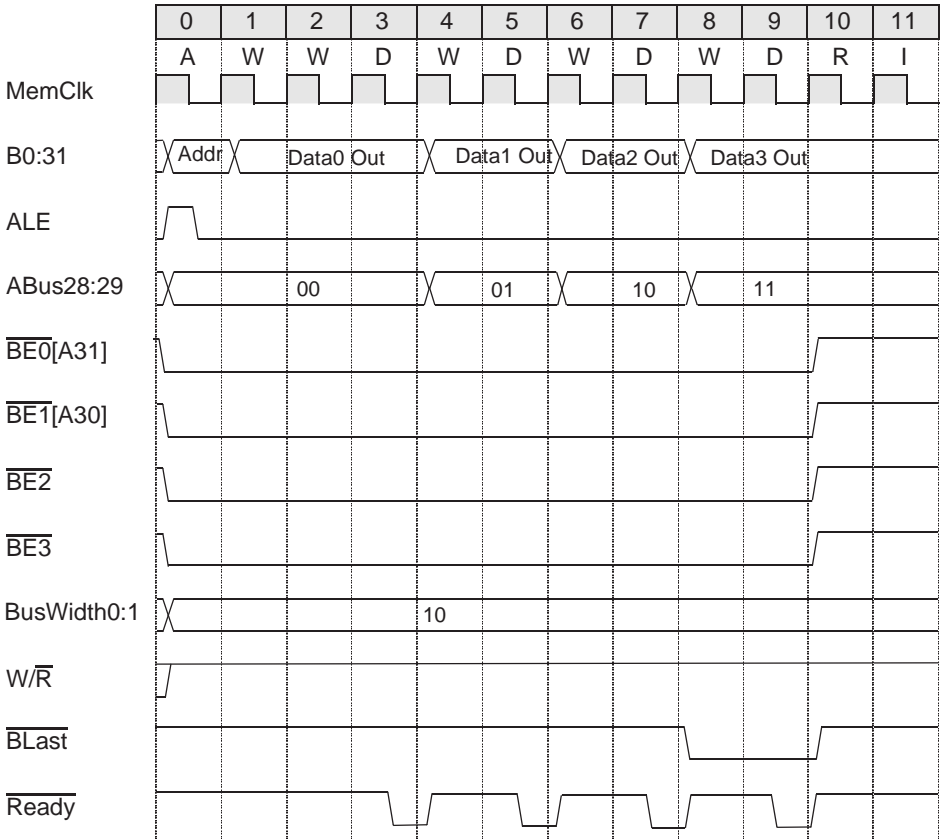 0 1 2 3 4 5 6 7 8 9 10 11
A W W D W D W D W D R I
MemClk
B0:31 Addr Data0 Out Data1 Out Data2 Out Data3 Out
ALE
ABus28:29 00 01 10 11
BE0[A31]
BE1[A30]
BE2
BE3
BusWidth0:1 10
W/R
BLast
Ready